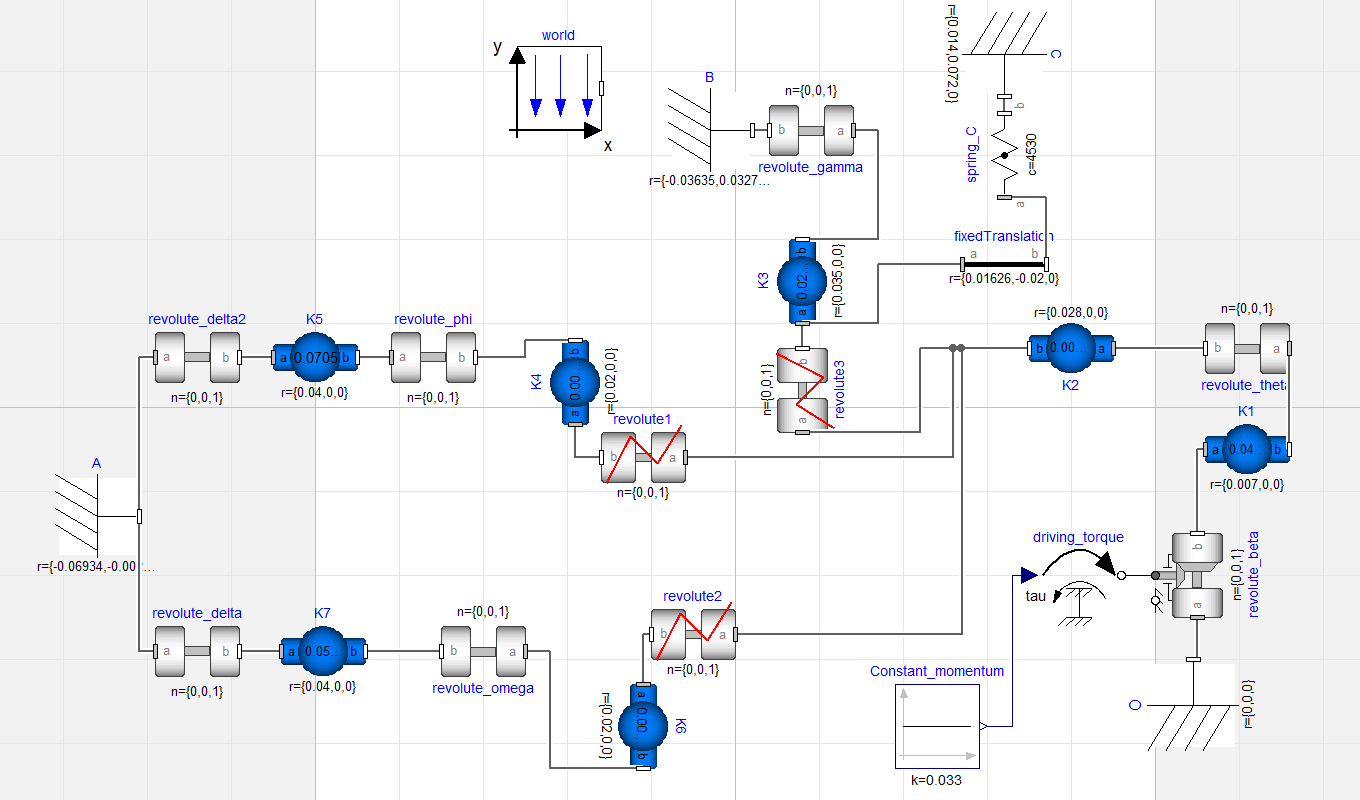 world
y
x
B
n={0,0,1}
b
a
revolute_gamma
r={-0.03635,0.0327...
r={0.014,0.072,0}
C
b
spring_C
c=4530
a
fixedTranslation
a
b
r={0.01626,-0.02,0}
K3
b
0.02...
a
r={0.035,0,0}
revolute_delta2
a
b
n={0,0,1}
K5
a
0.0705
b
r={0.04,0,0}
revolute_phi
a
b
n={0,0,1}
K4
b
0.00...
a
r={0.02,0,0}
revolute1
b
a
n={0,0,1}
n={0,0,1}
b
a
revolute3
r={0.028,0,0}
b
0.00...
a
K2
n={0,0,1}
b
a
revolute_theta
K1
a
0.04...
b
r={0.007,0,0}
A
r={-0.06934,-0.00
revolute_delta
a
b
n={0,0,1}
K7
a
0.05...
b
r={0.04,0,0}
n={0,0,1}
b
a
revolute_omega
revolute2
b
a
n={0,0,1}
r={0.02,0,0}
a
0.00...
b
K6
driving_torque
tau
b
a
n={0,0,1}
revolute_beta
Constant_momentum
k=0.033
O
r={0,0,0}